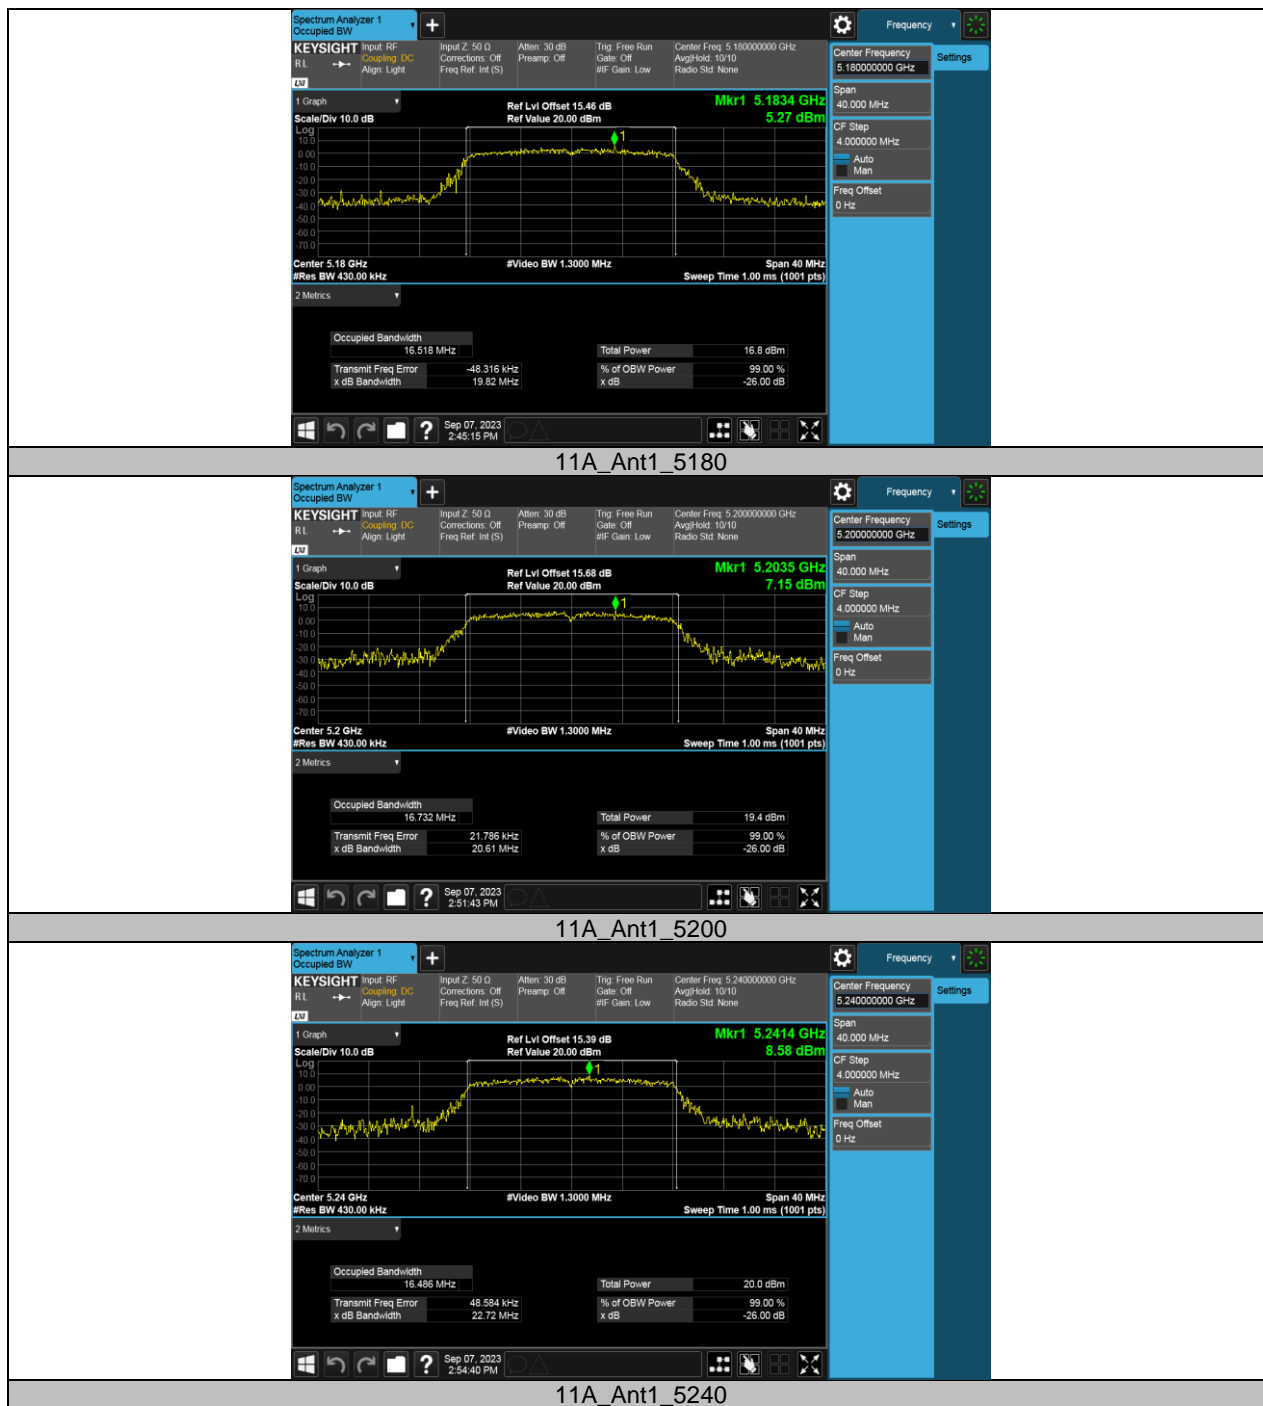 Spectrum Analyzer 1
Occupied BW
+
Frequency
KEYSIGHT
RL
LXI
Input: RF
Coupling: DC
Align: Light
Input Z: 50 Ω
Corrections: Off
Freq Ref: Int (S)
Atten: 30 dB
Preamp: Off
Trig: Free Run
Gate: Off
#IF Gain: Low
Center Freq: 5.180000000 GHz
Avg|Hold: 10/10
Radio Std: None
Center Frequency
5.180000000 GHz
Settings
Span
40.000 MHz
CF Step
4.000000 MHz
Auto
Man
Freq Offset
0 Hz
1 Graph
Scale/Div 10.0 dB
Ref Lvl Offset 15.46 dB
Ref Value 20.00 dBm
Mkr1 5.1834 GHz
5.27 dBm
Log
10.0
0.00
-10.0
-20.0
-30.0
-40.0
-50.0
-60.0
-70.0
1
Center 5.18 GHz
#Res BW 430.00 kHz
#Video BW 1.3000 MHz
Span 40 MHz
Sweep Time 1.00 ms (1001 pts)
2 Metrics
Occupied Bandwidth
16.518 MHz
Total Power 16.8 dBm
Transmit Freq Error -48.316 kHz
% of OBW Power 99.00 %
x dB Bandwidth 19.82 MHz
x dB -26.00 dB
?
Sep 07, 2023
2:45:15 PM
11A_Ant1_5180
Spectrum Analyzer 1
Occupied BW
+
Frequency
KEYSIGHT
RL
LXI
Input: RF
Coupling: DC
Align: Light
Input Z: 50 Ω
Corrections: Off
Freq Ref: Int (S)
Atten: 30 dB
Preamp: Off
Trig: Free Run
Gate: Off
#IF Gain: Low
Center Freq: 5.200000000 GHz
Avg|Hold: 10/10
Radio Std: None
Center Frequency
5.200000000 GHz
Settings
Span
40.000 MHz
CF Step
4.000000 MHz
Auto
Man
Freq Offset
0 Hz
1 Graph
Scale/Div 10.0 dB
Ref Lvl Offset 15.68 dB
Ref Value 20.00 dBm
Mkr1 5.2035 GHz
7.15 dBm
Log
10.0
0.00
-10.0
-20.0
-30.0
-40.0
-50.0
-60.0
-70.0
1
Center 5.2 GHz
#Res BW 430.00 kHz
#Video BW 1.3000 MHz
Span 40 MHz
Sweep Time 1.00 ms (1001 pts)
2 Metrics
Occupied Bandwidth
16.732 MHz
Total Power 19.4 dBm
Transmit Freq Error 21.786 kHz
% of OBW Power 99.00 %
x dB Bandwidth 20.61 MHz
x dB -26.00 dB
?
Sep 07, 2023
2:51:43 PM
11A_Ant1_5200
Spectrum Analyzer 1
Occupied BW
+
Frequency
KEYSIGHT
RL
LXI
Input: RF
Coupling: DC
Align: Light
Input Z: 50 Ω
Corrections: Off
Freq Ref: Int (S)
Atten: 30 dB
Preamp: Off
Trig: Free Run
Gate: Off
#IF Gain: Low
Center Freq: 5.240000000 GHz
Avg|Hold: 10/10
Radio Std: None
Center Frequency
5.240000000 GHz
Settings
Span
40.000 MHz
CF Step
4.000000 MHz
Auto
Man
Freq Offset
0 Hz
1 Graph
Scale/Div 10.0 dB
Ref Lvl Offset 15.39 dB
Ref Value 20.00 dBm
Mkr1 5.2414 GHz
8.58 dBm
Log
10.0
0.00
-10.0
-20.0
-30.0
-40.0
-50.0
-60.0
-70.0
1
Center 5.24 GHz
#Res BW 430.00 kHz
#Video BW 1.3000 MHz
Span 40 MHz
Sweep Time 1.00 ms (1001 pts)
2 Metrics
Occupied Bandwidth
16.486 MHz
Total Power 20.0 dBm
Transmit Freq Error 48.584 kHz
% of OBW Power 99.00 %
x dB Bandwidth 22.72 MHz
x dB -26.00 dB
?
Sep 07, 2023
2:54:40 PM
11A_Ant1_5240